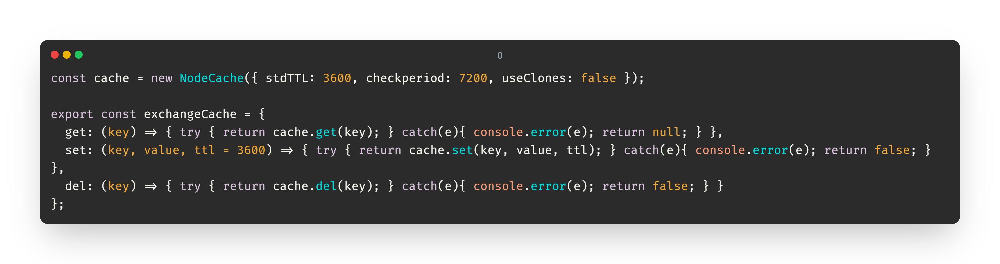 o
const cache = new NodeCache({ stdTTL: 3600, checkperiod: 7200, useClones: false });

export const exchangeCache = {
  get: (key) => { try { return cache.get(key); } catch(e){ console.error(e); return null; } },
  set: (key, value, ttl = 3600) => { try { return cache.set(key, value, ttl); } catch(e){ console.error(e); return false; }
},
  del: (key) => { try { return cache.del(key); } catch(e){ console.error(e); return false; } }
};